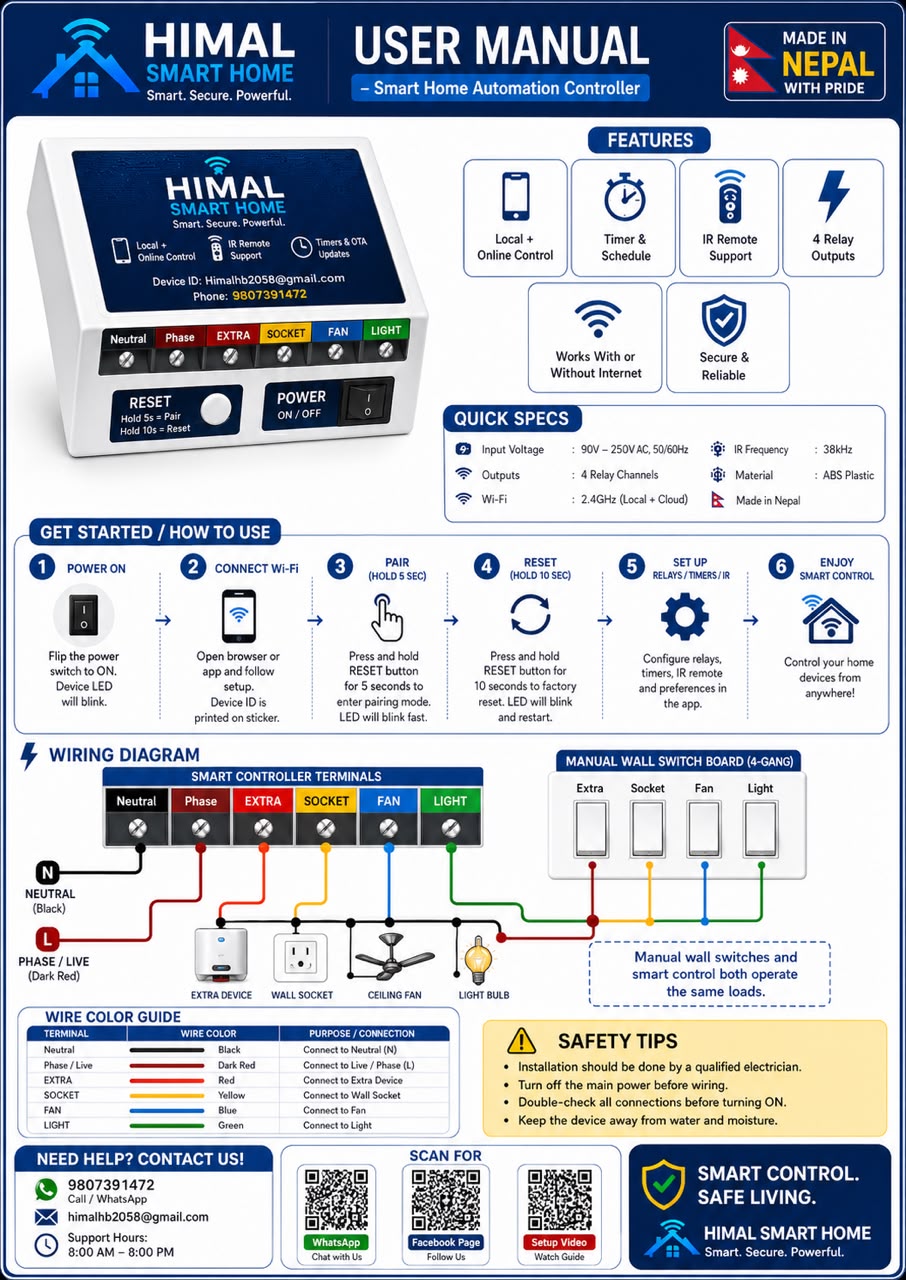 HIMAL
SMART HOME
Smart. Secure. Powerful.
USER MANUAL
– Smart Home Automation Controller
MADE IN
NEPAL
WITH PRIDE
HIMAL
SMART HOME
Smart. Secure. Powerful.
Local +
Online Control
IR Remote
Support
Timers & OTA
Updates
Device ID: Himalhb2058@gmail.com
Phone: 9807391472
Neutral Phase EXTRA SOCKET FAN LIGHT
RESET
Hold 5s = Pair
Hold 10s = Reset
POWER
ON / OFF
I
O
FEATURES
Local +
Online Control
Timer &
Schedule
IR Remote
Support
4 Relay
Outputs
Works With or
Without Internet
Secure &
Reliable
QUICK SPECS
Input Voltage : 90V – 250V AC, 50/60Hz
Outputs : 4 Relay Channels
Wi-Fi : 2.4GHz (Local + Cloud)
IR Frequency : 38kHz
Material : ABS Plastic
Made in Nepal
GET STARTED / HOW TO USE
1 POWER ON
I
O
Flip the power
switch to ON.
Device LED
will blink.
2 CONNECT Wi-Fi
Open browser or
app and follow
setup.
Device ID is
printed on sticker.
3 PAIR
(HOLD 5 SEC)
Press and hold
RESET button
for 5 seconds to
enter pairing mode.
LED will blink fast.
4 RESET
(HOLD 10 SEC)
Press and hold
RESET button for
10 seconds to factory
reset. LED will blink
and restart.
5 SET UP
RELAYS / TIMERS / IR
Configure relays,
timers, IR remote
and preferences in
the app.
6 ENJOY
SMART CONTROL
Control your home
devices from
anywhere!
WIRING DIAGRAM
SMART CONTROLLER TERMINALS
Neutral Phase EXTRA SOCKET FAN LIGHT
MANUAL WALL SWITCH BOARD (4-GANG)
Extra Socket Fan Light
N
NEUTRAL
(Black)
L
PHASE / LIVE
(Dark Red)
EXTRA DEVICE
WALL SOCKET
CEILING FAN
LIGHT BULB
Manual wall switches and
smart control both operate
the same loads.
WIRE COLOR GUIDE
TERMINAL WIRE COLOR PURPOSE / CONNECTION
Neutral Black Connect to Neutral (N)
Phase / Live Dark Red Connect to Live / Phase (L)
EXTRA Red Connect to Extra Device
SOCKET Yellow Connect to Wall Socket
FAN Blue Connect to Fan
LIGHT Green Connect to Light
SAFETY TIPS
• Installation should be done by a qualified electrician.
• Turn off the main power before wiring.
• Double-check all connections before turning ON.
• Keep the device away from water and moisture.
NEED HELP? CONTACT US!
9807391472
Call / WhatsApp
himalhb2058@gmail.com
Support Hours:
8:00 AM – 8:00 PM
SCAN FOR
WhatsApp
Chat with Us
Facebook Page
Follow Us
Setup Video
Watch Guide
SMART CONTROL.
SAFE LIVING.
HIMAL SMART HOME
Smart. Secure. Powerful.